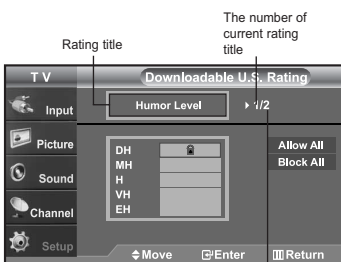 The number of
current rating
title
Rating title
T V
Downloadable U.S. Rating
Input
Humor Level
1/2
Picture
DH
Allow All
MH
Block All
Sound
H
VH
Channel
EH
Setup
Move
Enter
Return